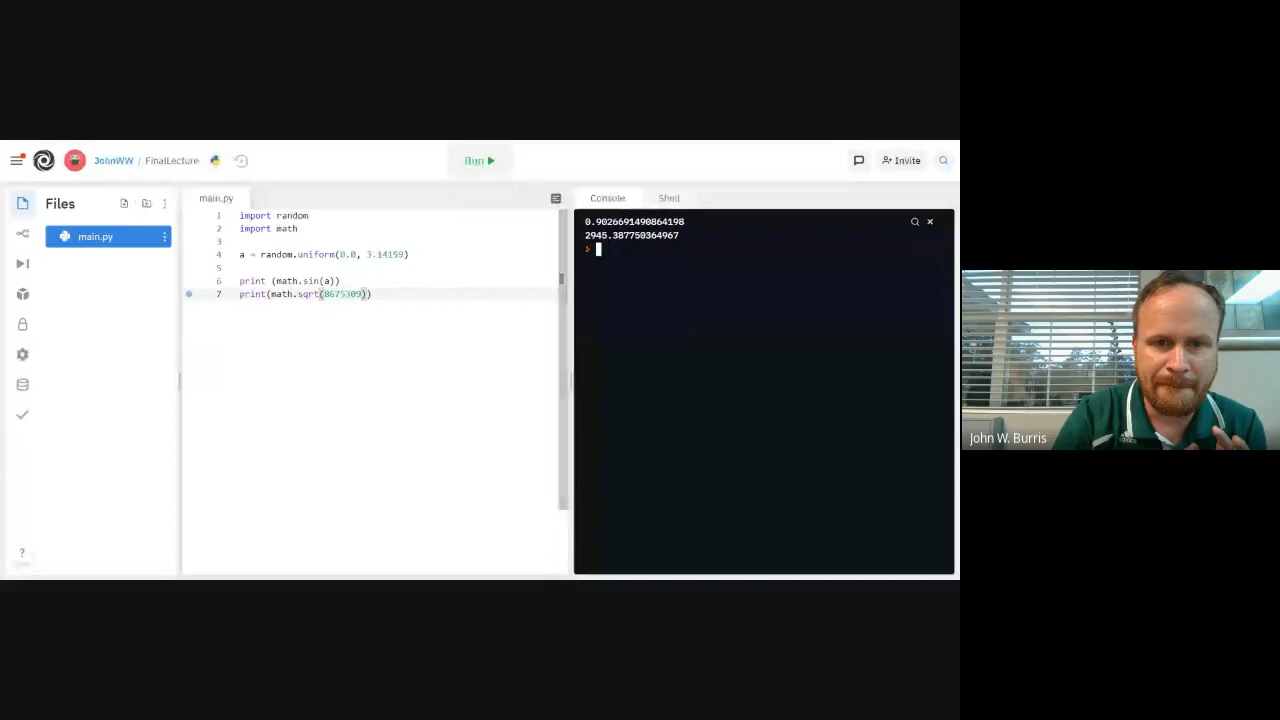 JohnWW / FinalLecture
Run
Invite
Files
main.py
main.py
1 import random
2 import math
3
4 a = random.uniform(0.0, 3.14159)
5
6 print (math.sin(a))
7 print(math.sqrt(8675309))
Console
Shell
0.9026691490864198
2945.387750364967
?
John W. Burris